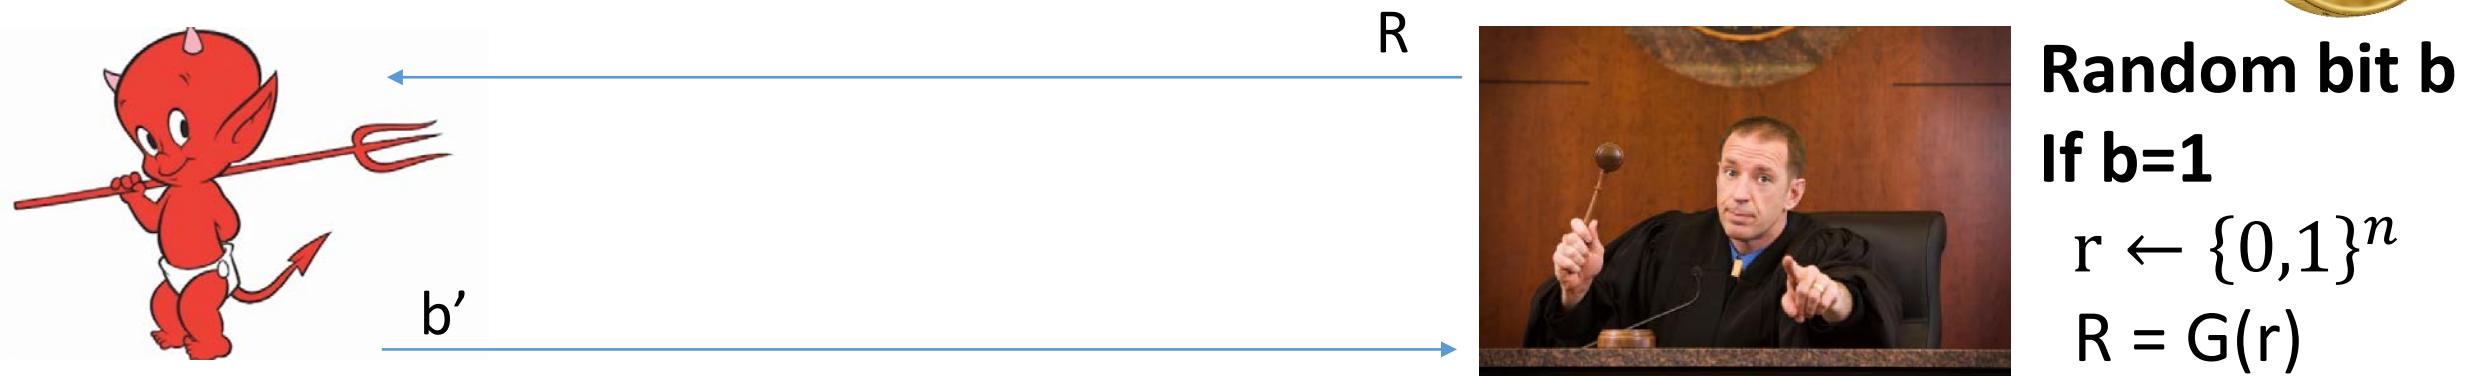 R
b′
Random bit b
If b=1
r ← {0,1}ⁿ
R = G(r)